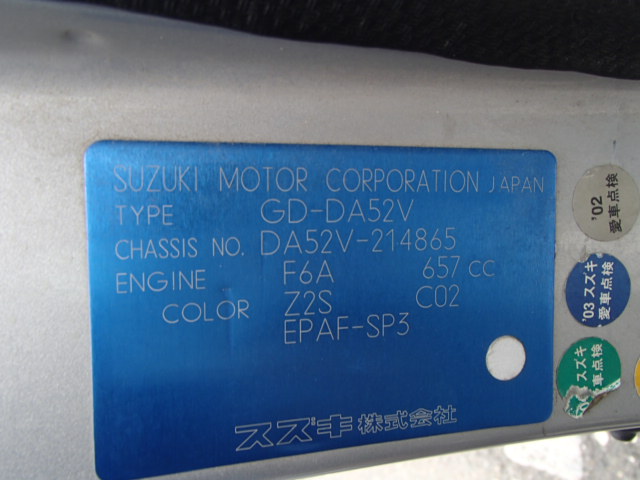 SUZUKI MOTOR CORPORATION JAPAN
TYPE GD-DA52V
CHASSIS NO. DA52V-214865
ENGINE F6A 657 cc
COLOR Z2S C02
EPAF-SP3
スズキ株式会社
'02
愛車点検
'03 スズキ
愛車点検
スズキ
車点検